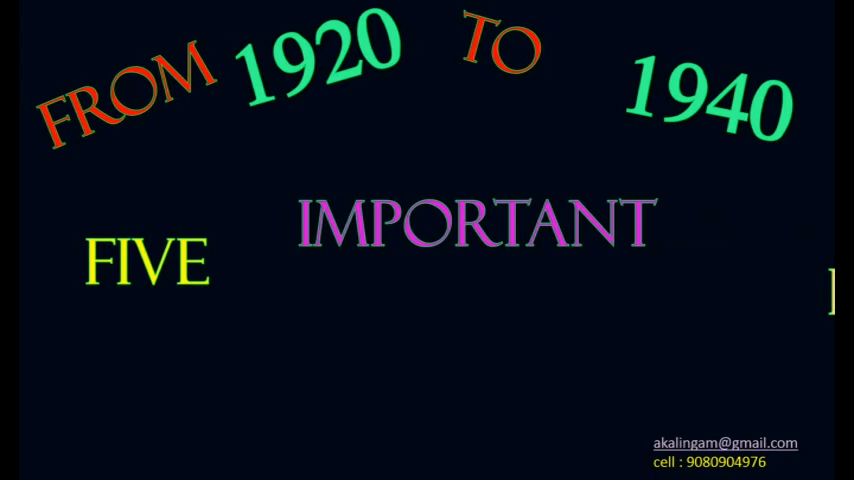 FROM 1920 TO 1940
FIVE IMPORTANT
akalingam@gmail.com
cell : 9080904976